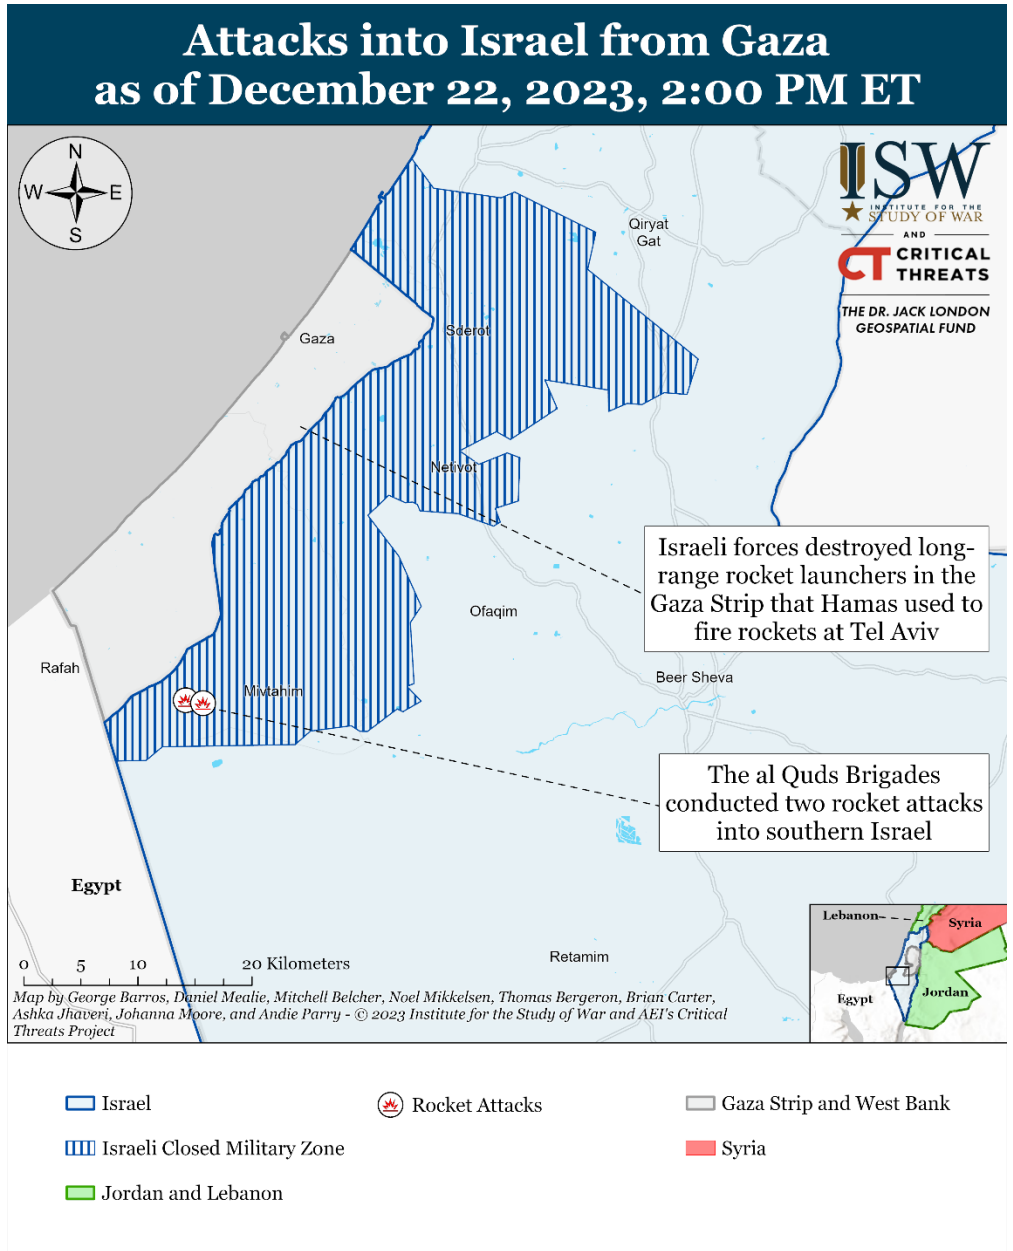 Attacks into Israel from Gaza
as of December 22, 2023, 2:00 PM ET
N
W
E
S
ISW
INSTITUTE FOR THE
STUDY OF WAR
AND
CT CRITICAL
THREATS
THE DR. JACK LONDON
GEOSPATIAL FUND
Qiryat
Gat
Gaza
Sderot
Netivot
Israeli forces destroyed long-
range rocket launchers in the
Gaza Strip that Hamas used to
fire rockets at Tel Aviv
Ofaqim
Rafah
Beer Sheva
Mivtahim
The al Quds Brigades
conducted two rocket attacks
into southern Israel
Egypt
Retamim
0 5 10 20 Kilometers
Map by George Barros, Daniel Mealie, Mitchell Belcher, Noel Mikkelsen, Thomas Bergeron, Brian Carter,
Ashka Jhaveri, Johanna Moore, and Andie Parry - © 2023 Institute for the Study of War and AEI's Critical
Threats Project
Lebanon
Syria
Egypt
Jordan
Israel
Rocket Attacks
Gaza Strip and West Bank
Israeli Closed Military Zone
Syria
Jordan and Lebanon